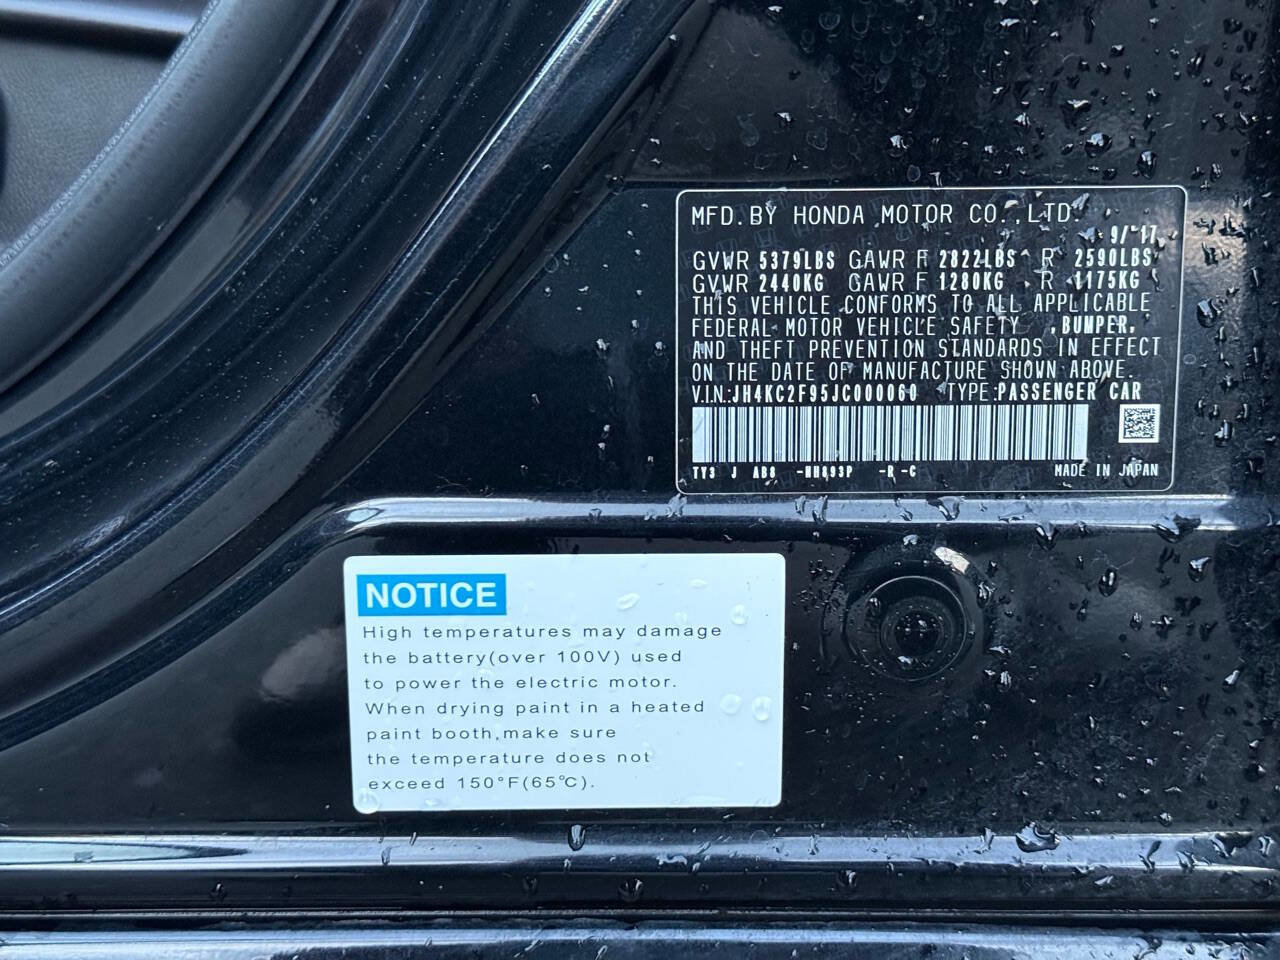 MFD. BY HONDA MOTOR CO., LTD.
9/'17
GVWR 5379LBS GAWR F 2822LBS R 2590LBS
GVWR 2440KG GAWR F 1280KG R 1175KG
THIS VEHICLE CONFORMS TO ALL APPLICABLE
FEDERAL MOTOR VEHICLE SAFETY ,BUMPER,
AND THEFT PREVENTION STANDARDS IN EFFECT
ON THE DATE OF MANUFACTURE SHOWN ABOVE.
V.I.N.:JH4KC2F95JC000060 TYPE:PASSENGER CAR
TY3 J AB8 -NH893P -R -C MADE IN JAPAN
NOTICE
High temperatures may damage
the battery(over 100V) used
to power the electric motor.
When drying paint in a heated
paint booth,make sure
the temperature does not
exceed 150°F(65℃).